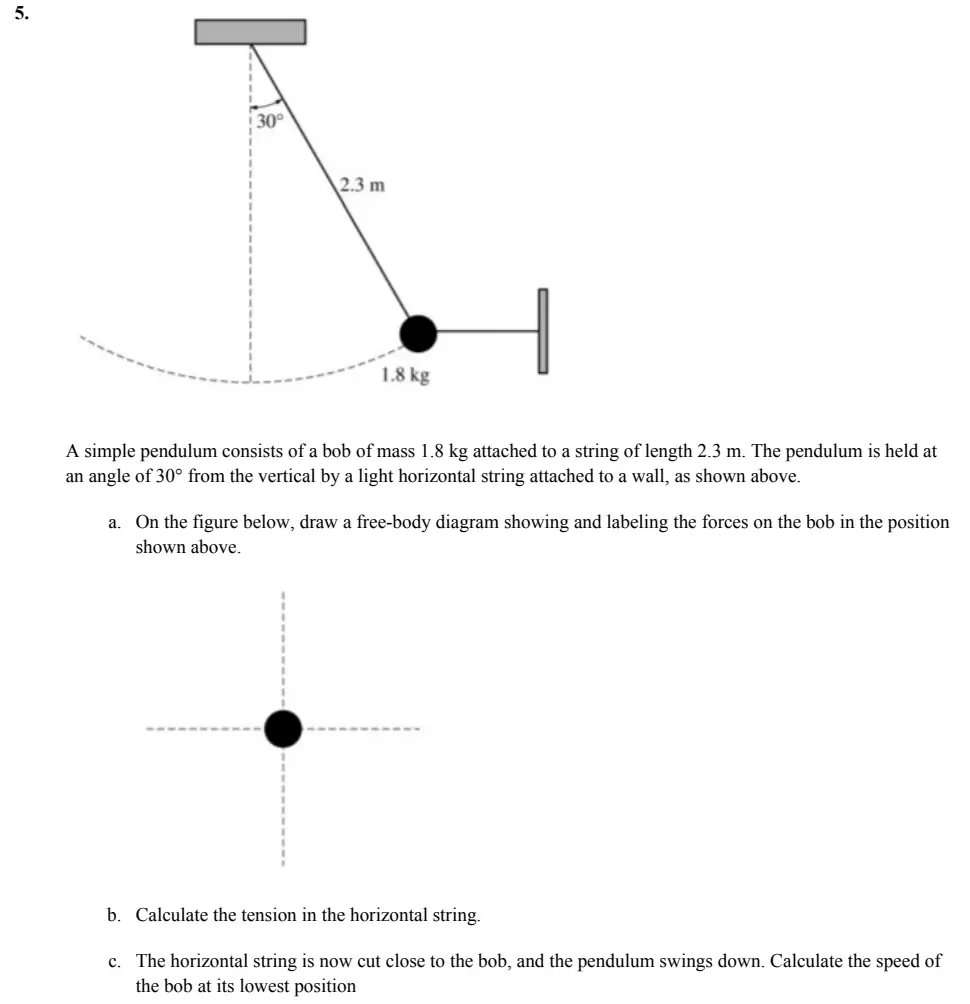 5.
30°
2.3 m
1.8 kg
A simple pendulum consists of a bob of mass 1.8 kg attached to a string of length 2.3 m. The pendulum is held at
an angle of 30° from the vertical by a light horizontal string attached to a wall, as shown above.
a. On the figure below, draw a free-body diagram showing and labeling the forces on the bob in the position
shown above.
b. Calculate the tension in the horizontal string.
c. The horizontal string is now cut close to the bob, and the pendulum swings down. Calculate the speed of
the bob at its lowest position